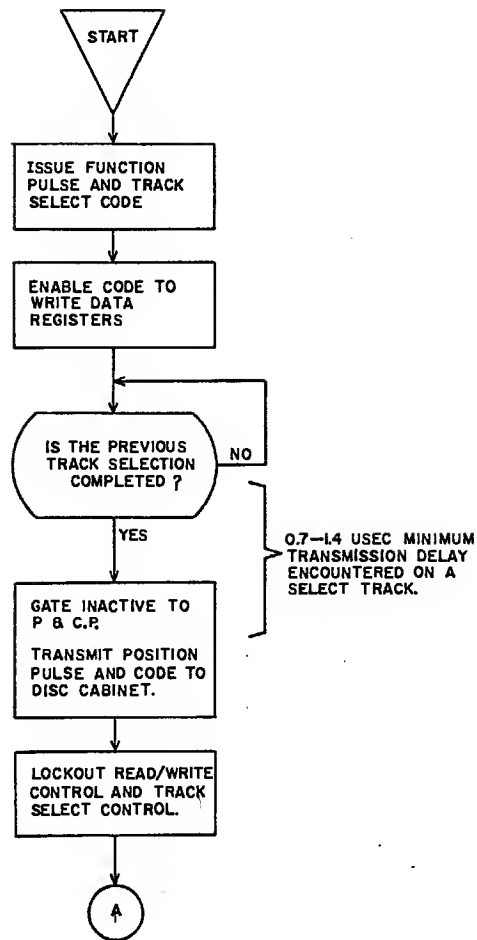 START
ISSUE FUNCTION
PULSE AND TRACK
SELECT CODE
ENABLE CODE TO
WRITE DATA
REGISTERS
IS THE PREVIOUS
TRACK SELECTION
COMPLETED ?
NO
YES
0.7-1.4 USEC MINIMUM
TRANSMISSION DELAY
ENCOUNTERED ON A
SELECT TRACK.
GATE INACTIVE TO
P & C.P.
TRANSMIT POSITION
PULSE AND CODE TO
DISC CABINET.
LOCKOUT READ/WRITE
CONTROL AND TRACK
SELECT CONTROL.
A